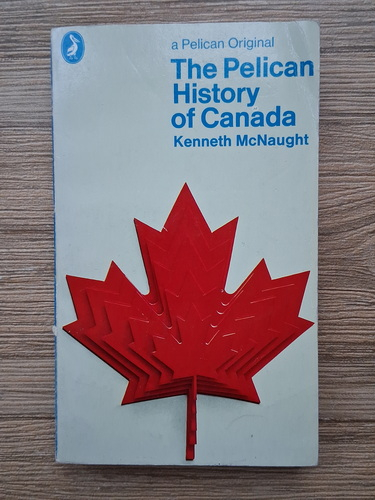 a Pelican Original
The Pelican
History
of Canada
Kenneth McNaught